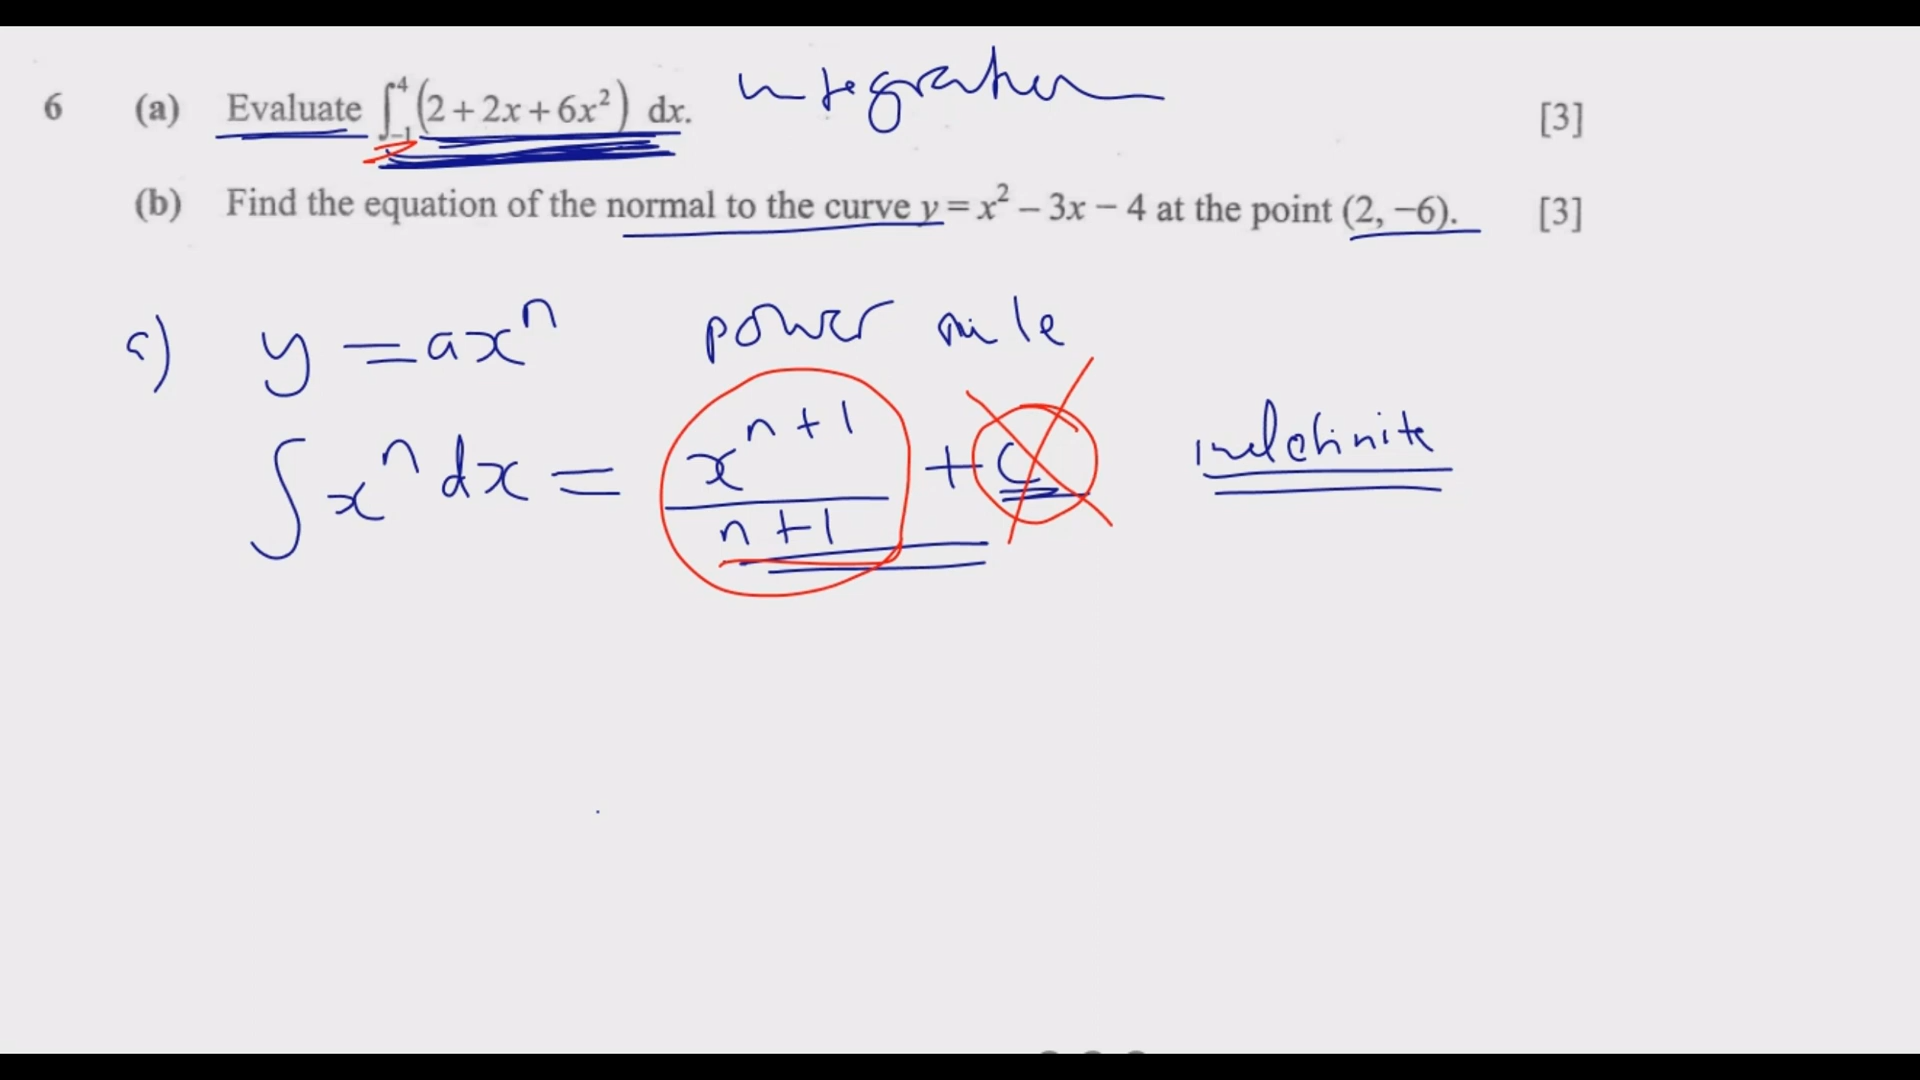 6 (a) Evaluate ∫₋₁⁴ (2 + 2x + 6x²) dx. integration [3]
(b) Find the equation of the normal to the curve y = x² – 3x – 4 at the point (2, −6). [3]
a) y = axⁿ power rule
∫ xⁿ dx = xⁿ⁺¹/(n+1) + c indefinite